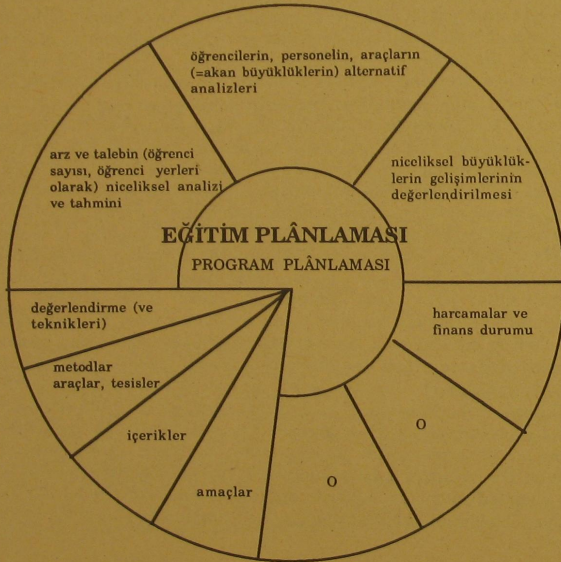 öğrencilerin, personelin, araçların
(=akan büyüklüklerin) alternatif
analizleri
arz ve talebin (öğrenci
sayısı, öğrenci yerleri
olarak) niceliksel analizi
ve tahmini
niceliksel büyüklük-
lerin gelişimlerinin
değerlendirilmesi
EĞİTİM PLÂNLAMASI
PROGRAM PLÂNLAMASI
değerlendirme (ve
teknikleri)
harcamalar ve
finans durumu
metodlar
araçlar, tesisler
içerikler
O
amaçlar
O